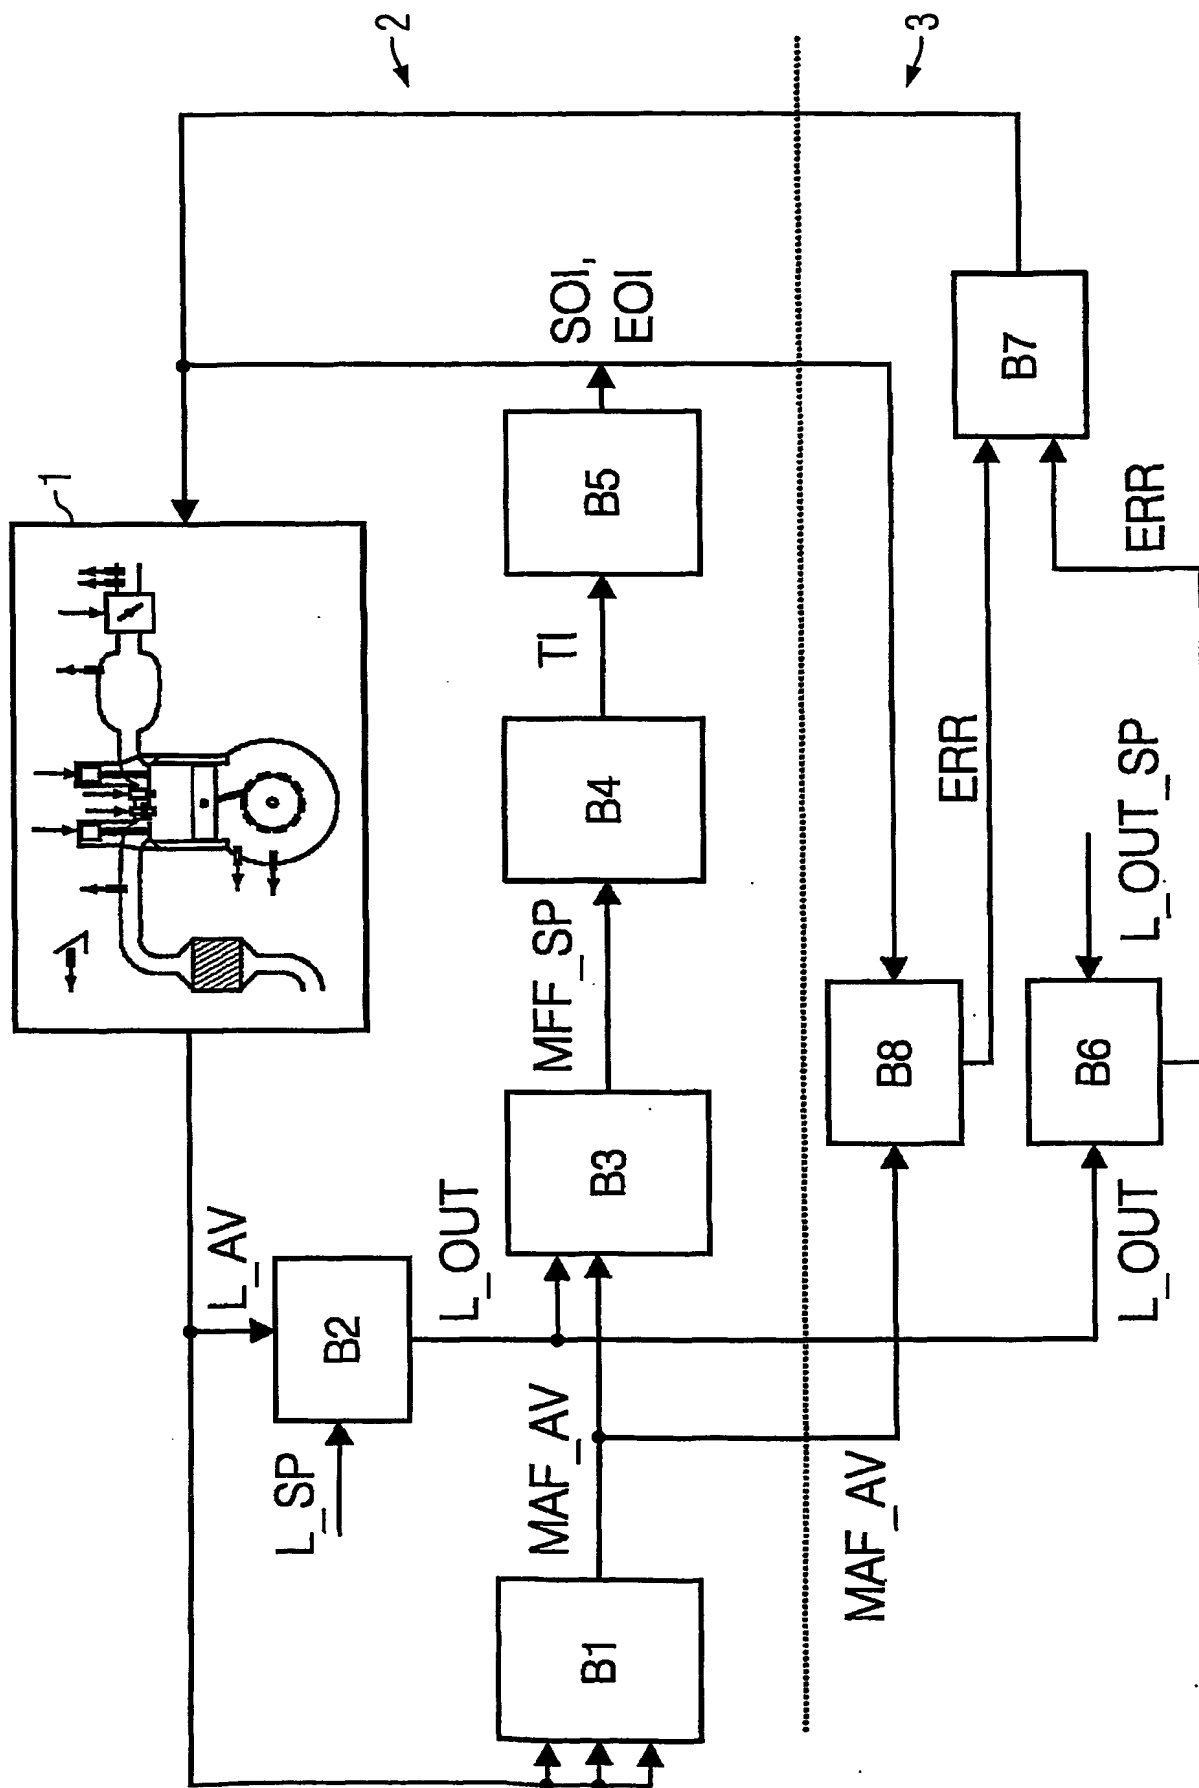 1
2
L_AV
L_SP
B2
L_OUT
SOI,
EOI
B1
MAF_AV
B3
MFF_SP
B4
TI
B5
3
MAF_AV
B8
ERR
B7
L_OUT
B6
L_OUT_SP
ERR